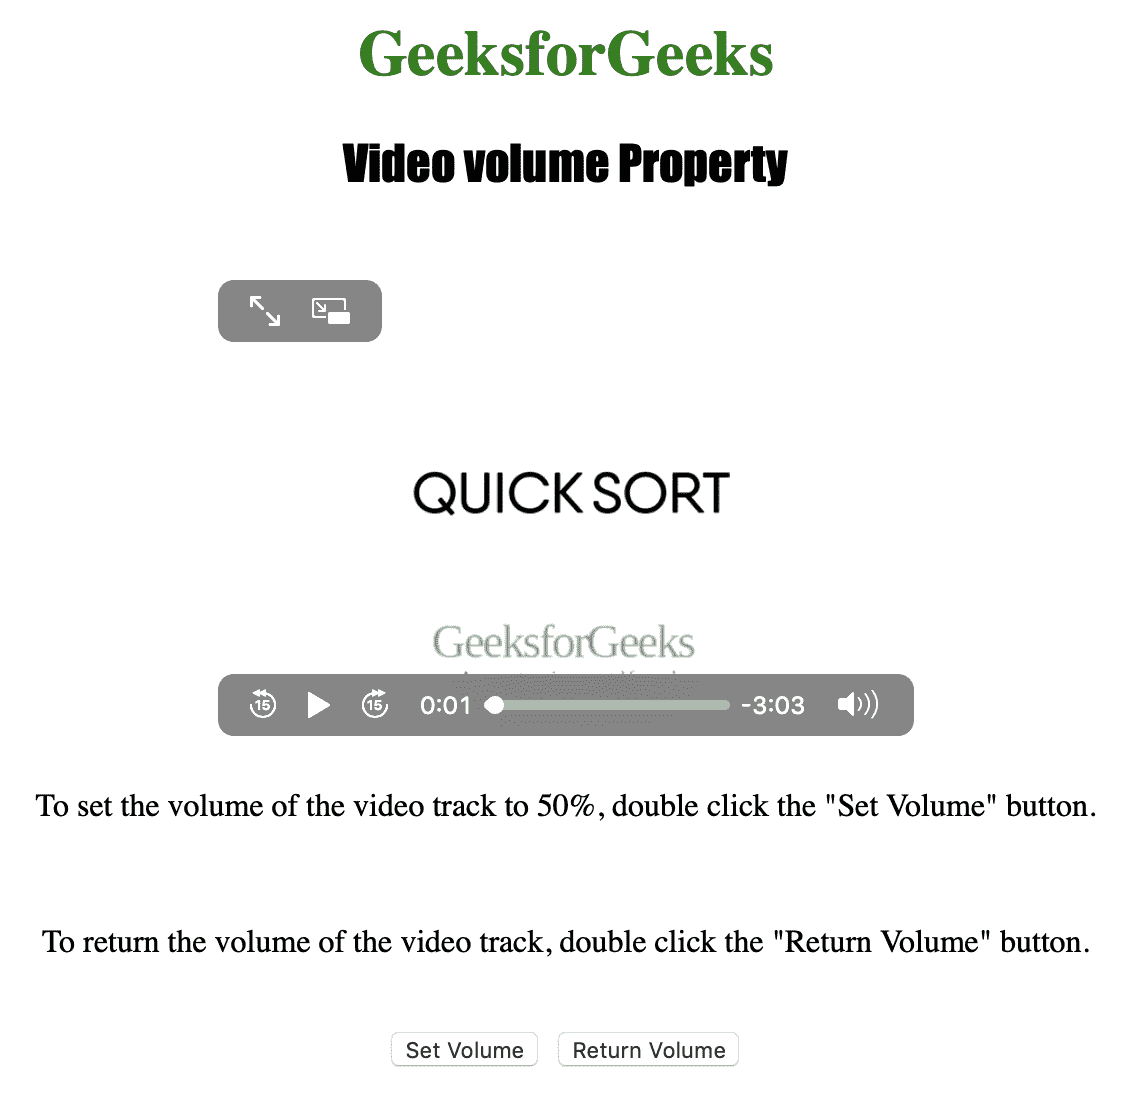 GeeksforGeeks
Video volume Property
QUICK SORT
GeeksforGeeks
15 15 0:01 -3:03
To set the volume of the video track to 50%, double click the "Set Volume" button.
To return the volume of the video track, double click the "Return Volume" button.
Set Volume Return Volume